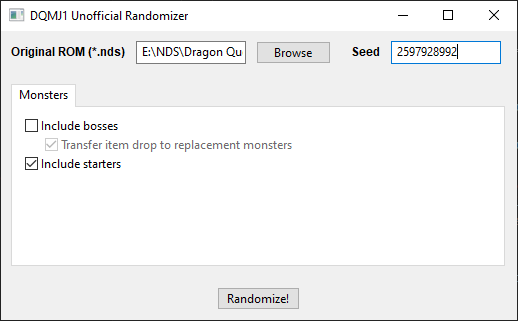 DQMJ1 Unofficial Randomizer
Original ROM (*.nds) E:\NDS\Dragon Qu Browse Seed 2597928992
Monsters
Include bosses
Transfer item drop to replacement monsters
Include starters
Randomize!